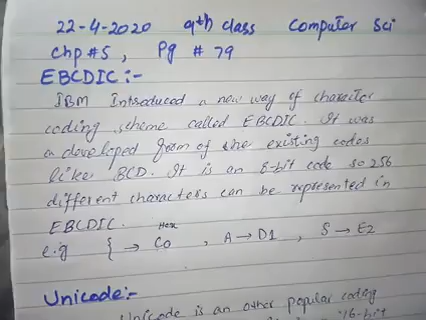 22-4-2020 9th class Computer Sci
Chp #5, Pg # 79
EBCDIC:-
IBM Introduced a new way of character
coding scheme called EBCDIC. It was
a developed form of the existing codes
like BCD. It is an 8-bit code so 256
different characters can be represented in
EBCDIC.
Hex
e.g { → C0, A → D1, S → E2
Unicode:-
Unicode is an other popular coding
16-bit